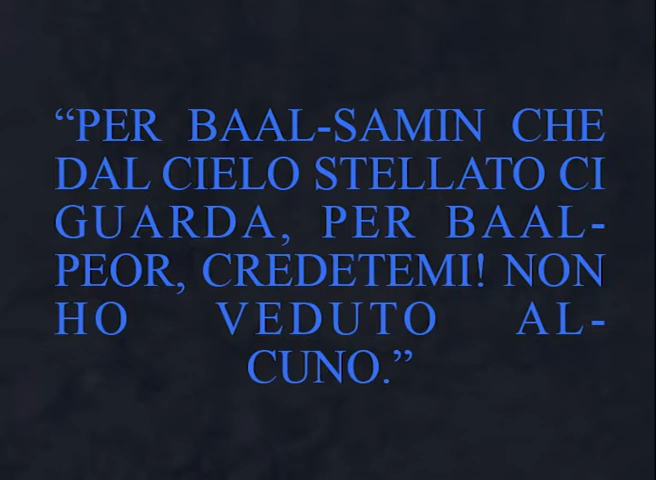 “PER BAAL-SAMIN CHE
DAL CIELO STELLATO CI
GUARDA, PER BAAL-
PEOR, CREDETEMI! NON
HO VEDUTO AL-
CUNO.”